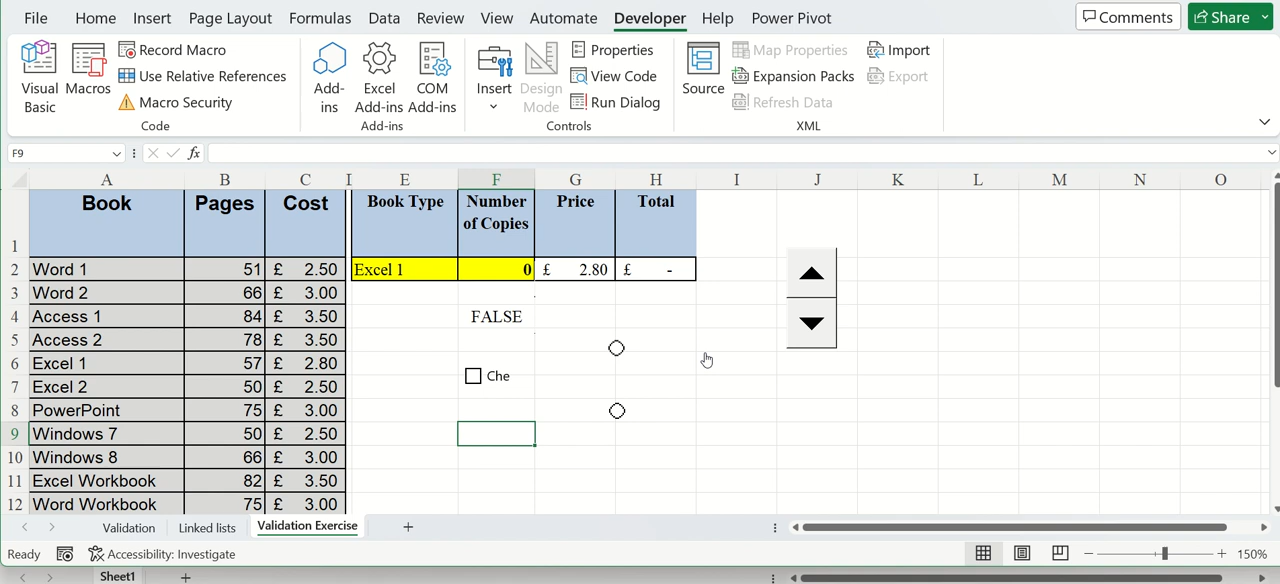 File Home Insert Page Layout Formulas Data Review View Automate Developer Help Power Pivot Comments Share
Visual Basic
Macros
Record Macro
Use Relative References
Macro Security
Code
Add-ins
Excel Add-ins
COM Add-ins
Add-ins
Insert
Design Mode
Properties
View Code
Run Dialog
Controls
Source
Map Properties
Expansion Packs
Refresh Data
Import
Export
XML
F9 fx
A B C I E F G H I J K L M N O
1 Book Pages Cost Book Type Number of Copies Price Total
2 Word 1 51 £ 2.50 Excel 1 0 £ 2.80 £ -
3 Word 2 66 £ 3.00
4 Access 1 84 £ 3.50 FALSE
5 Access 2 78 £ 3.50
6 Excel 1 57 £ 2.80
7 Excel 2 50 £ 2.50 Che
8 PowerPoint 75 £ 3.00
9 Windows 7 50 £ 2.50
10 Windows 8 66 £ 3.00
11 Excel Workbook 82 £ 3.50
12 Word Workbook 75 £ 3.00
Validation Linked lists Validation Exercise
Ready Accessibility: Investigate 150%
Sheet1